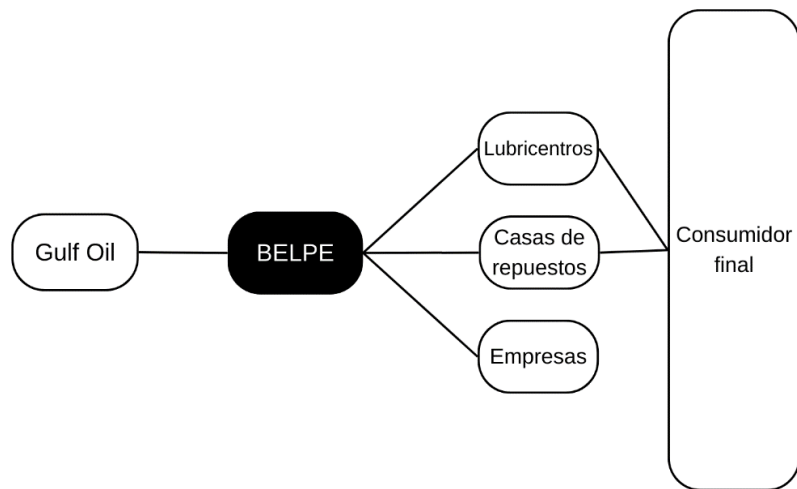 Gulf Oil
BELPE
Lubricentros
Casas de
repuestos
Empresas
Consumidor
final